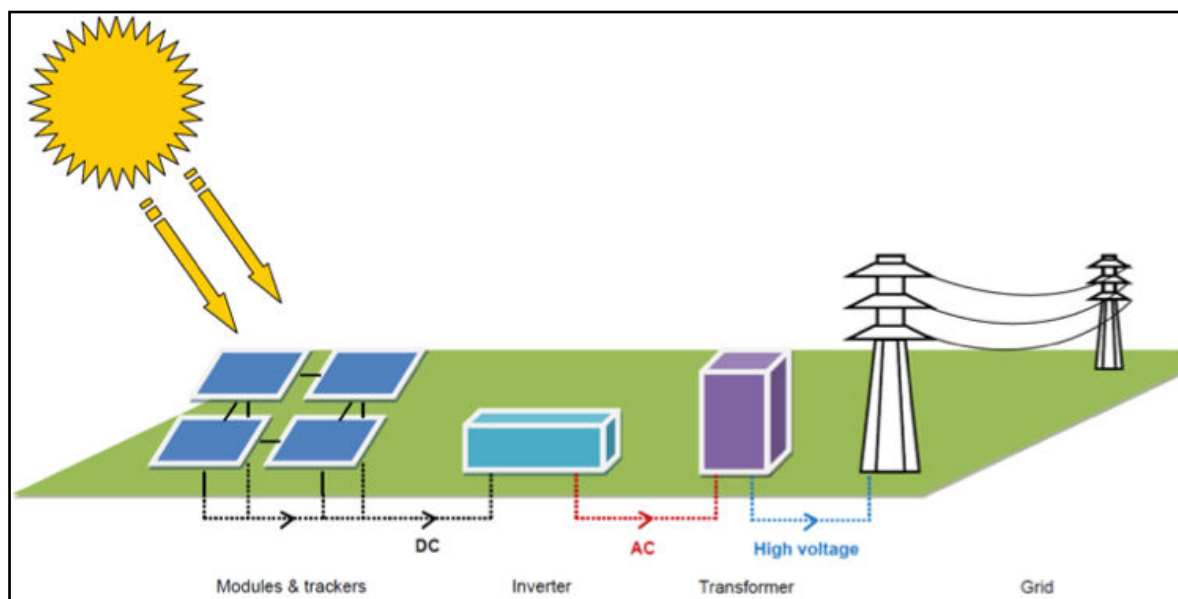 DC
AC
High voltage
Modules & trackers
Inverter
Transformer
Grid